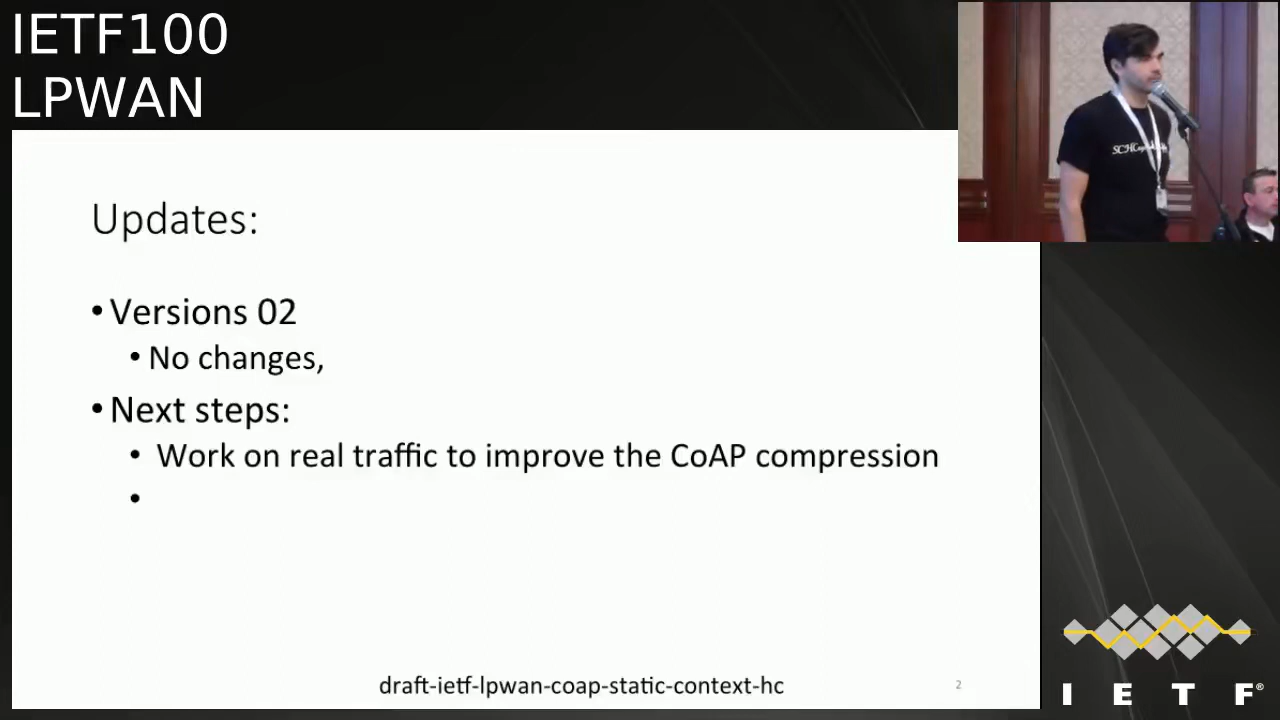 IETF100
LPWAN
Updates:
• Versions 02
• No changes,
• Next steps:
• Work on real traffic to improve the CoAP compression
•
draft-ietf-lpwan-coap-static-context-hc
2
I E T F®